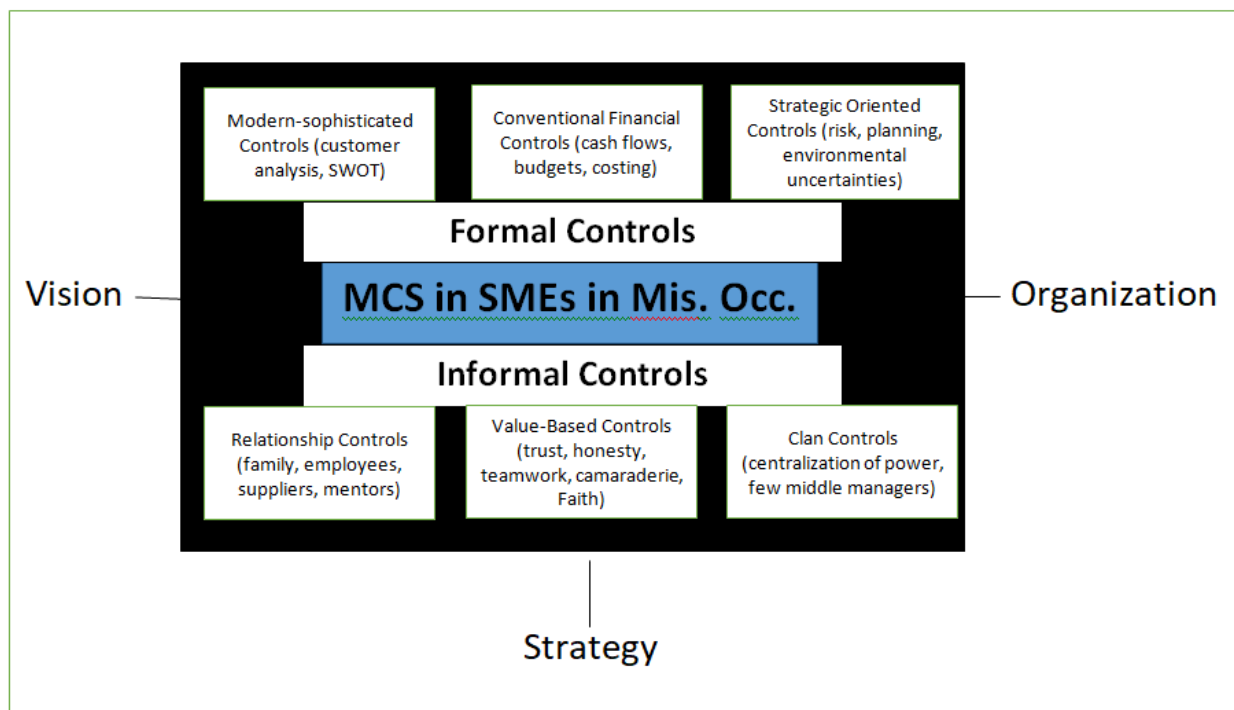 Modern-sophisticated
Controls (customer
analysis, SWOT)
Conventional Financial
Controls (cash flows,
budgets, costing)
Strategic Oriented
Controls (risk, planning,
environmental
uncertainties)
Formal Controls
Vision
MCS in SMEs in Mis. Occ.
Organization
Informal Controls
Relationship Controls
(family, employees,
suppliers, mentors)
Value-Based Controls
(trust, honesty,
teamwork, camaraderie,
Faith)
Clan Controls
(centralization of power,
few middle managers)
Strategy